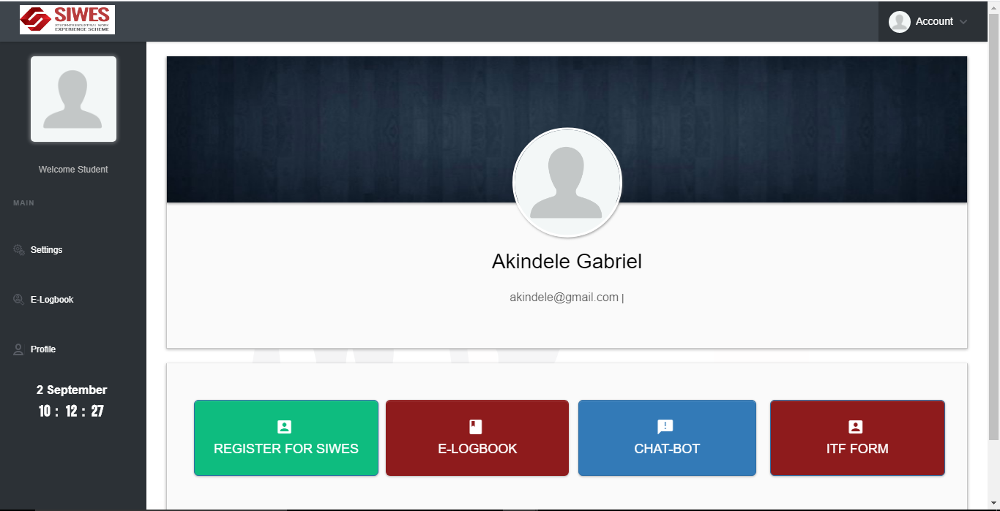 SIWES
STUDENTS INDUSTRIAL WORK
EXPERIENCE SCHEME
Account
Welcome Student
MAIN
Settings
E-Logbook
Profile
2 September
10 : 12 : 27
Akindele Gabriel
akindele@gmail.com |
REGISTER FOR SIWES
E-LOGBOOK
CHAT-BOT
ITF FORM